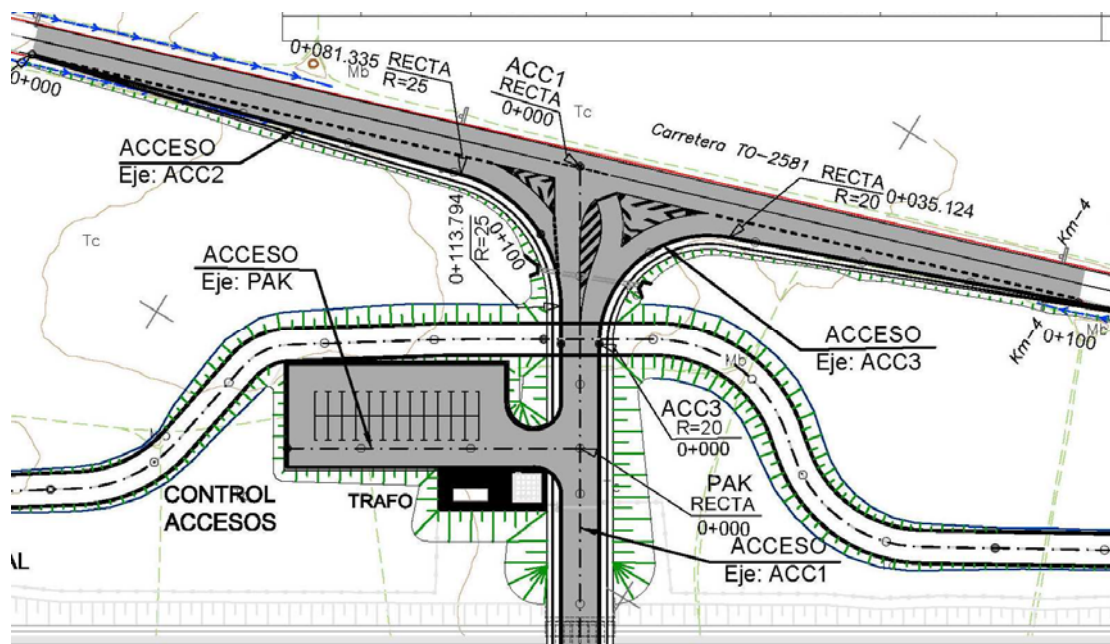 0+081.335
RECTA
R=25
Mb
ACC1
RECTA
0+000
Tc
0+000
Carretera TO-2581
RECTA
R=20
0+035.124
ACCESO
Eje: ACC2
Km-4
Tc
0+113.794
R=25
0+100
ACCESO
Eje: PAK
Mb
Km-4
0+100
ACCESO
Eje: ACC3
Mb
ACC3
R=20
0+000
Mb
CONTROL
ACCESOS
TRAFO
PAK
RECTA
0+000
ACCESO
Eje: ACC1
AL